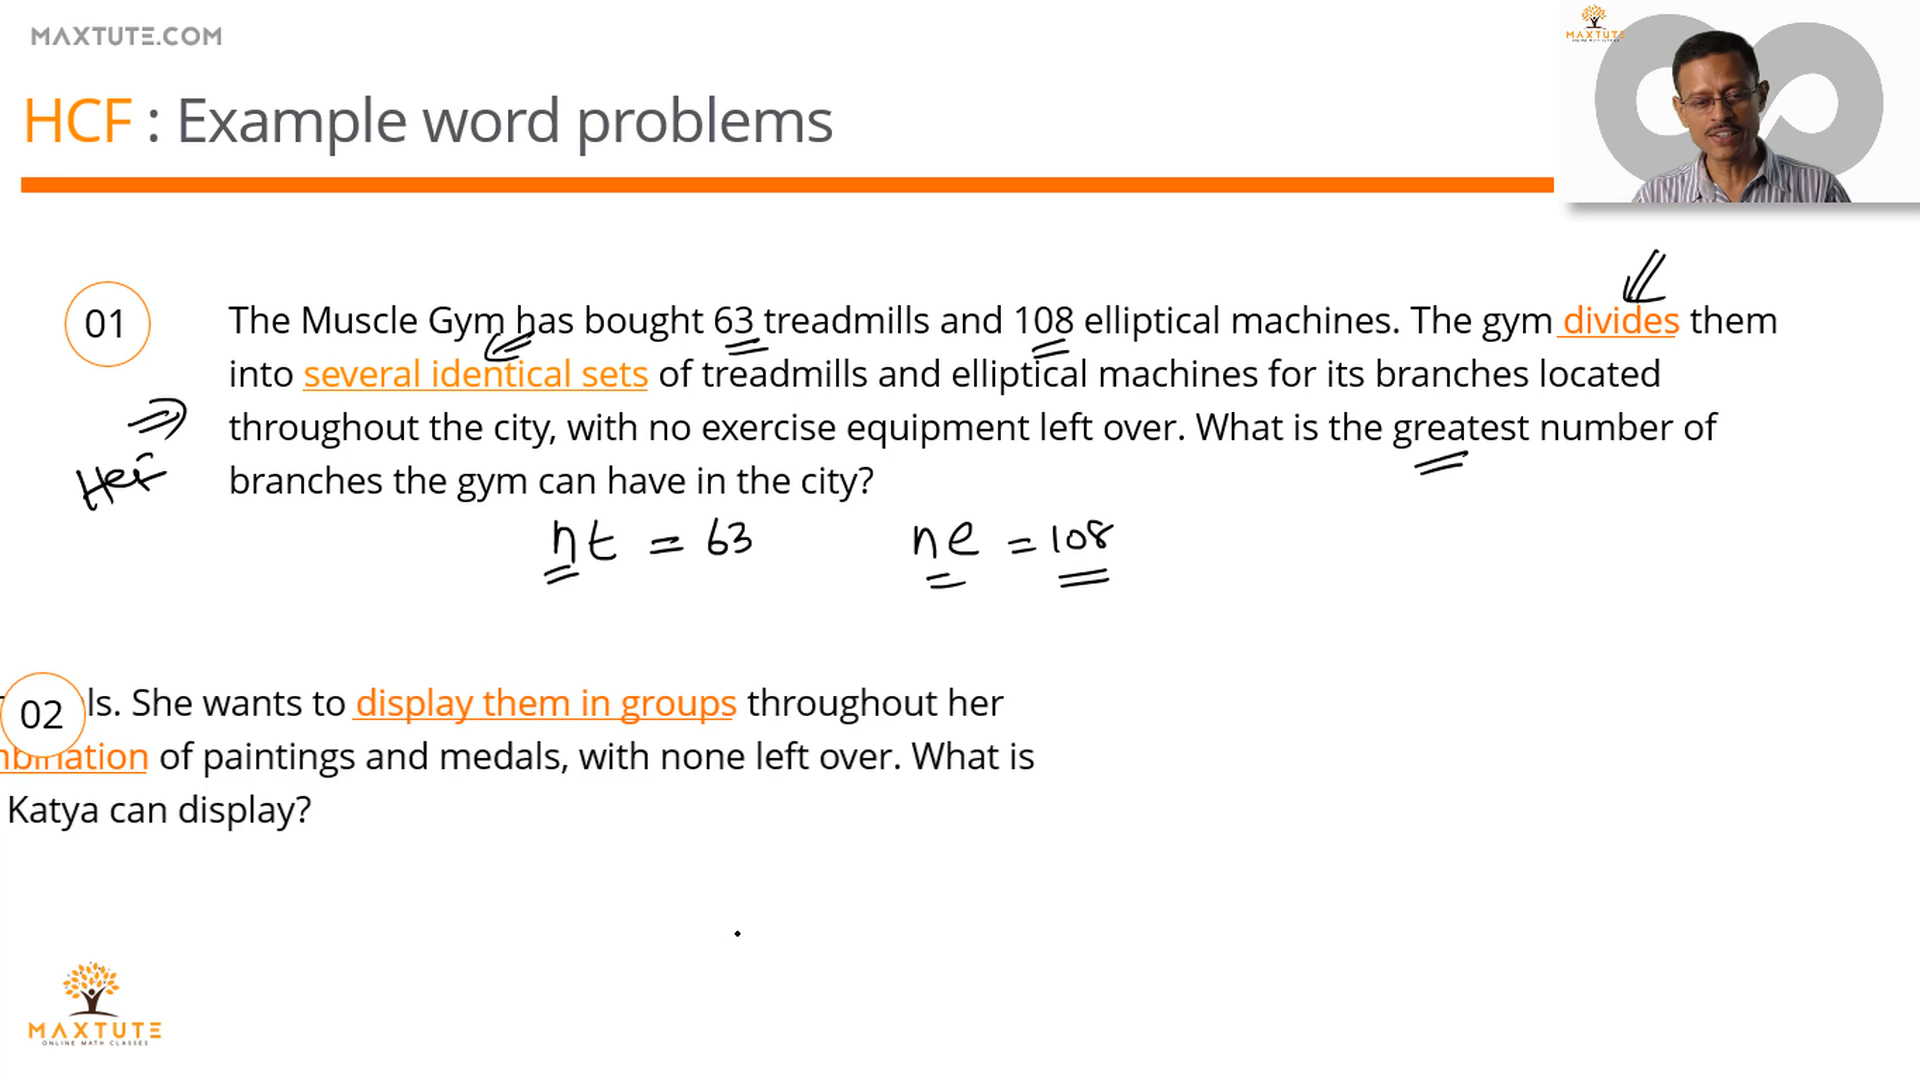 MAXTUTE.COM
MAXTUTE
HCF : Example word problems
01
The Muscle Gym has bought 63 treadmills and 108 elliptical machines. The gym divides them
into several identical sets of treadmills and elliptical machines for its branches located
throughout the city, with no exercise equipment left over. What is the greatest number of
HCF
branches the gym can have in the city?
nt = 63 ne = 108
02
ls. She wants to display them in groups throughout her
of paintings and medals, with none left over. What is
Katya can display?
MAXTUTE
ONLINE MATH CLASSES